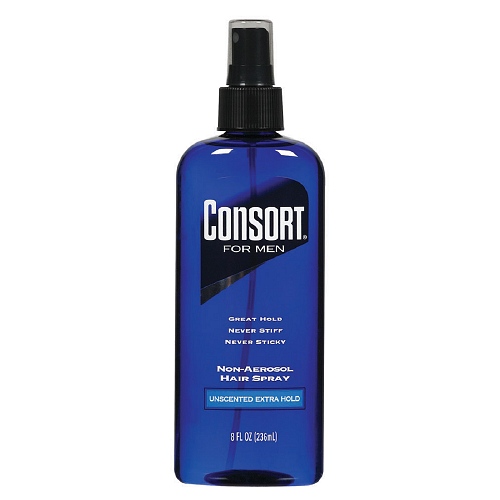 CONSORT®
FOR MEN
GREAT HOLD
NEVER STIFF
NEVER STICKY
NON-AEROSOL
HAIR SPRAY
UNSCENTED EXTRA HOLD
8 FL OZ (236mL)